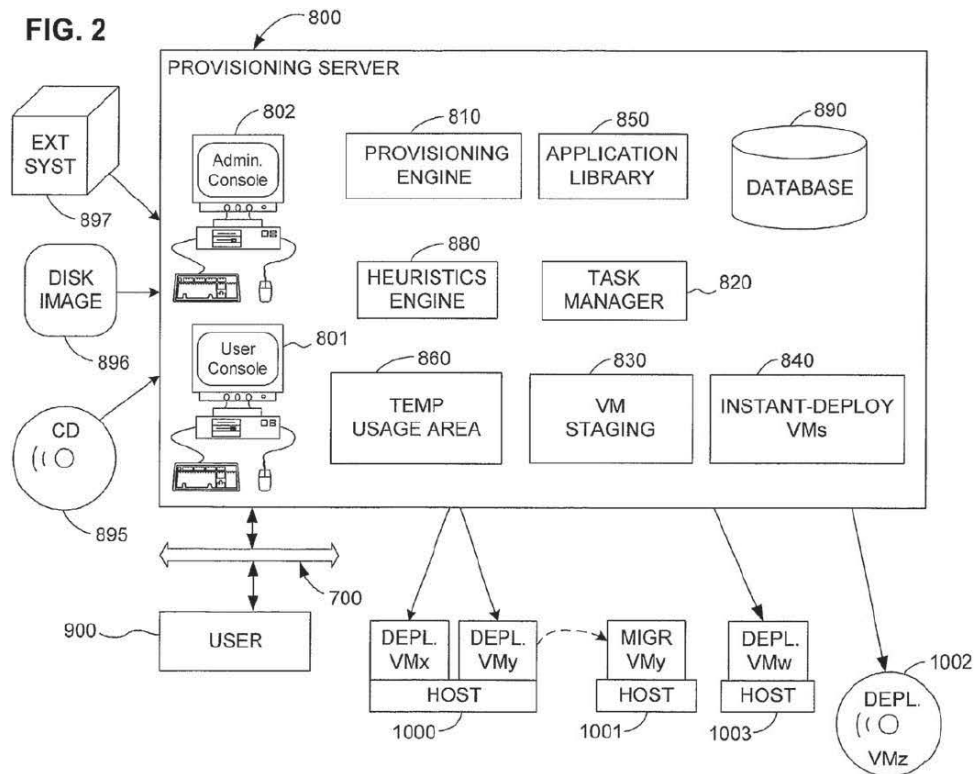 FIG. 2
800
PROVISIONING SERVER
EXT
SYST
897
DISK
IMAGE
896
CD
895
802
Admin.
Console
801
User
Console
810
PROVISIONING
ENGINE
850
APPLICATION
LIBRARY
890
DATABASE
880
HEURISTICS
ENGINE
TASK
MANAGER
820
860
TEMP
USAGE AREA
830
VM
STAGING
840
INSTANT-DEPLOY
VMs
700
900
USER
DEPL.
VMx
DEPL.
VMy
HOST
1000
MIGR
VMy
HOST
1001
DEPL.
VMw
HOST
1003
1002
DEPL.
VMz